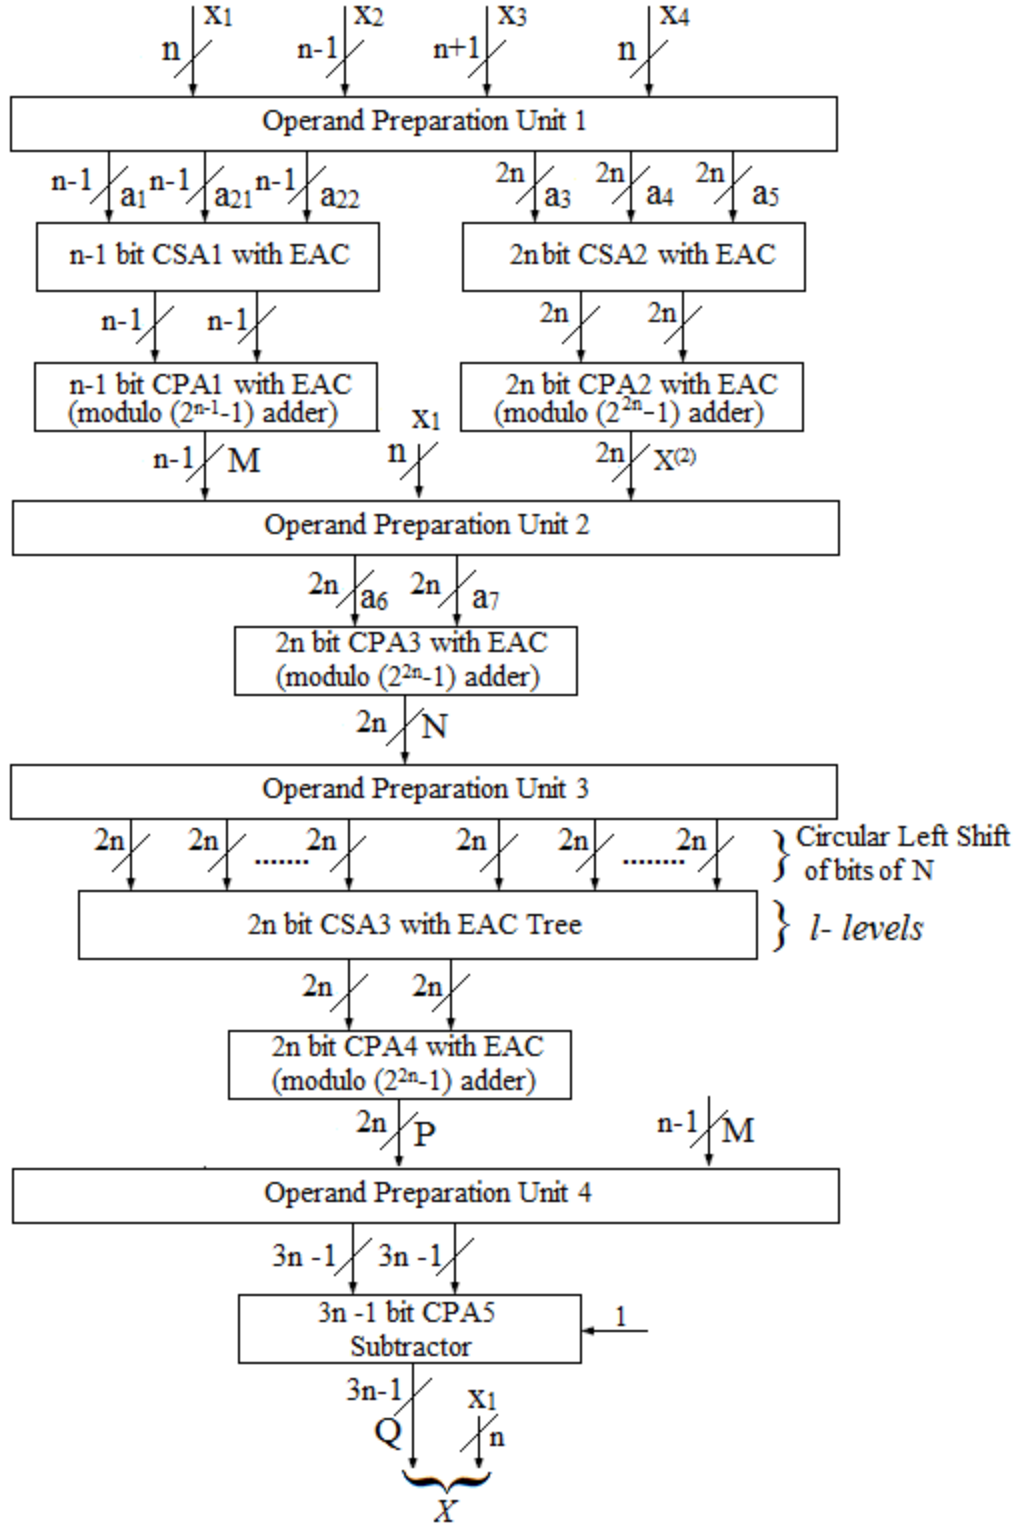 x₁ x₂ x₃ x₄
n n-1 n+1 n
Operand Preparation Unit 1
n-1 a₁ n-1 a₂₁ n-1 a₂₂ 2n a₃ 2n a₄ 2n a₅
n-1 bit CSA1 with EAC 2n bit CSA2 with EAC
n-1 n-1 2n 2n
n-1 bit CPA1 with EAC
(modulo (2ⁿ⁻¹-1) adder)
2n bit CPA2 with EAC
(modulo (2²ⁿ-1) adder)
n-1 M x₁ n 2n X⁽²⁾
Operand Preparation Unit 2
2n a₆ 2n a₇
2n bit CPA3 with EAC
(modulo (2²ⁿ-1) adder)
2n N
Operand Preparation Unit 3
2n 2n ....... 2n 2n 2n ........ 2n } Circular Left Shift
of bits of N
2n bit CSA3 with EAC Tree } l- levels
2n 2n
2n bit CPA4 with EAC
(modulo (2²ⁿ-1) adder)
2n P n-1 M
Operand Preparation Unit 4
3n -1 3n -1
3n -1 bit CPA5
Subtractor
1
3n-1 x₁
Q n
X